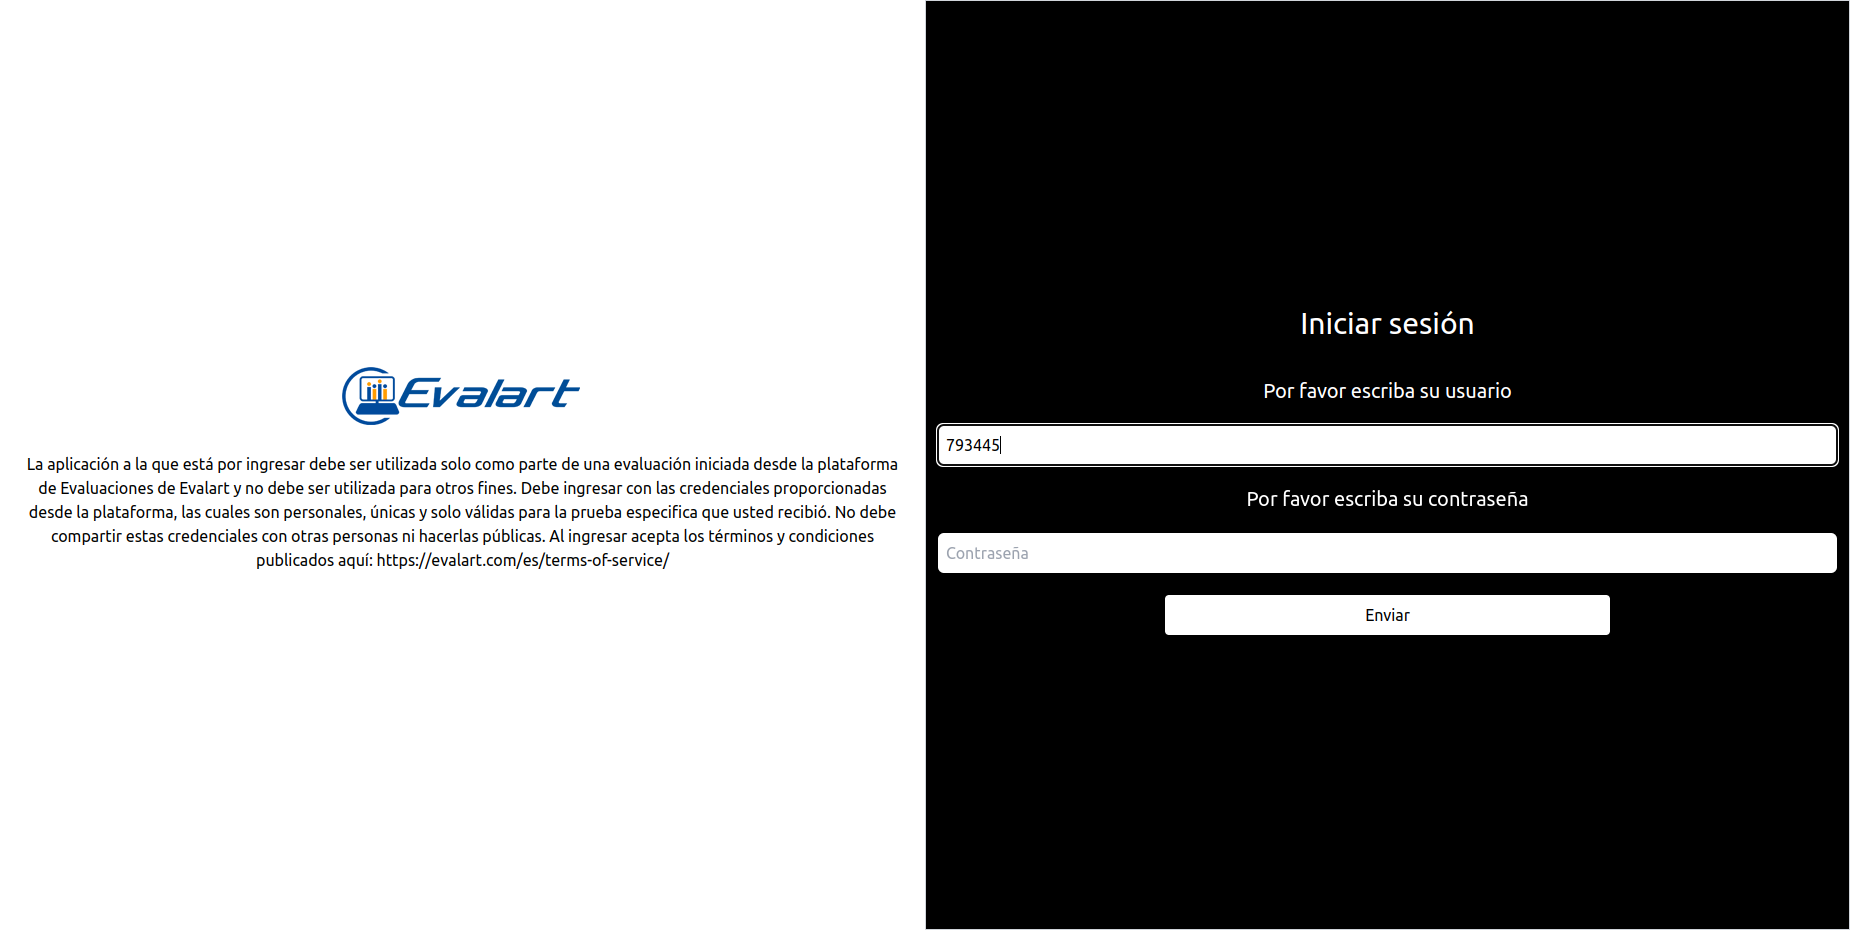 Evalart
La aplicación a la que está por ingresar debe ser utilizada solo como parte de una evaluación iniciada desde la plataforma
de Evaluaciones de Evalart y no debe ser utilizada para otros fines. Debe ingresar con las credenciales proporcionadas
desde la plataforma, las cuales son personales, únicas y solo válidas para la prueba especifica que usted recibió. No debe
compartir estas credenciales con otras personas ni hacerlas públicas. Al ingresar acepta los términos y condiciones
publicados aquí: https://evalart.com/es/terms-of-service/
Iniciar sesión
Por favor escriba su usuario
793445
Por favor escriba su contraseña
Contraseña
Enviar